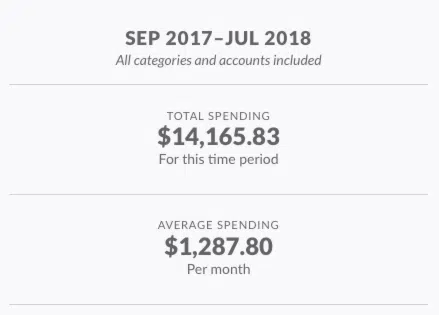 SEP 2017–JUL 2018
All categories and accounts included
TOTAL SPENDING
$14,165.83
For this time period
AVERAGE SPENDING
$1,287.80
Per month